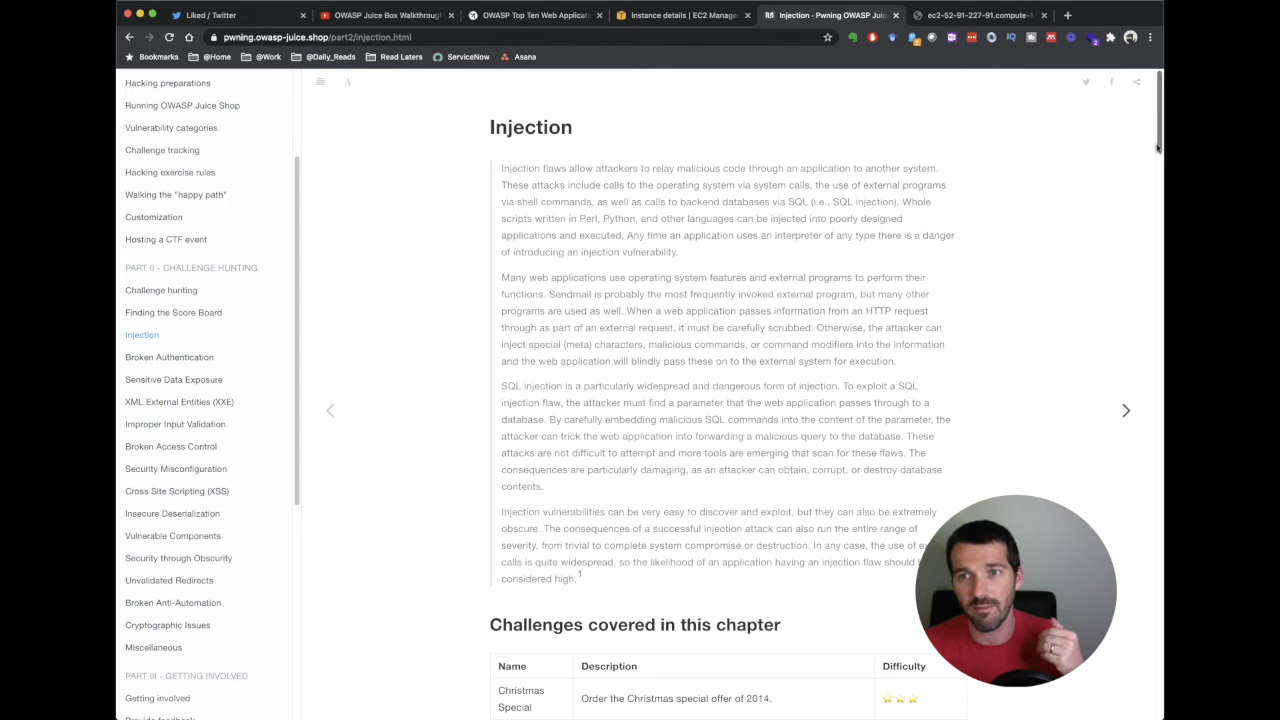 Liked / Twitter
OWASP Juice Box Walkthroug
OWASP Top Ten Web Applicati
Instance details | EC2 Manage
Injection - Pwning OWASP Juic
ec2-52-91-227-91.compute-1
pwning.owasp-juice.shop/part2/injection.html
Bookmarks @Home @Work @Daily_Reads Read Laters ServiceNow Asana
Hacking preparations
Running OWASP Juice Shop
Vulnerability categories
Challenge tracking
Hacking exercise rules
Walking the "happy path"
Customization
Hosting a CTF event
PART II - CHALLENGE HUNTING
Challenge hunting
Finding the Score Board
Injection
Broken Authentication
Sensitive Data Exposure
XML External Entities (XXE)
Improper Input Validation
Broken Access Control
Security Misconfiguration
Cross Site Scripting (XSS)
Insecure Deserialization
Vulnerable Components
Security through Obscurity
Unvalidated Redirects
Broken Anti-Automation
Cryptographic Issues
Miscellaneous
PART III - GETTING INVOLVED
Getting involved
Provide feedback
A
Injection
Injection flaws allow attackers to relay malicious code through an application to another system.
These attacks include calls to the operating system via system calls, the use of external programs
via shell commands, as well as calls to backend databases via SQL (i.e., SQL injection). Whole
scripts written in Perl, Python, and other languages can be injected into poorly designed
applications and executed. Any time an application uses an interpreter of any type there is a danger
of introducing an injection vulnerability.
Many web applications use operating system features and external programs to perform their
functions. Sendmail is probably the most frequently invoked external program, but many other
programs are used as well. When a web application passes information from an HTTP request
through as part of an external request, it must be carefully scrubbed. Otherwise, the attacker can
inject special (meta) characters, malicious commands, or command modifiers into the information
and the web application will blindly pass these on to the external system for execution.
SQL injection is a particularly widespread and dangerous form of injection. To exploit a SQL
injection flaw, the attacker must find a parameter that the web application passes through to a
database. By carefully embedding malicious SQL commands into the content of the parameter, the
attacker can trick the web application into forwarding a malicious query to the database. These
attacks are not difficult to attempt and more tools are emerging that scan for these flaws. The
consequences are particularly damaging, as an attacker can obtain, corrupt, or destroy database
contents.
Injection vulnerabilities can be very easy to discover and exploit, but they can also be extremely
obscure. The consequences of a successful injection attack can also run the entire range of
severity, from trivial to complete system compromise or destruction. In any case, the use of ex
calls is quite widespread, so the likelihood of an application having an injection flaw should b
considered high.1
Challenges covered in this chapter
Name Description Difficulty
Christmas
Special
Order the Christmas special offer of 2014.